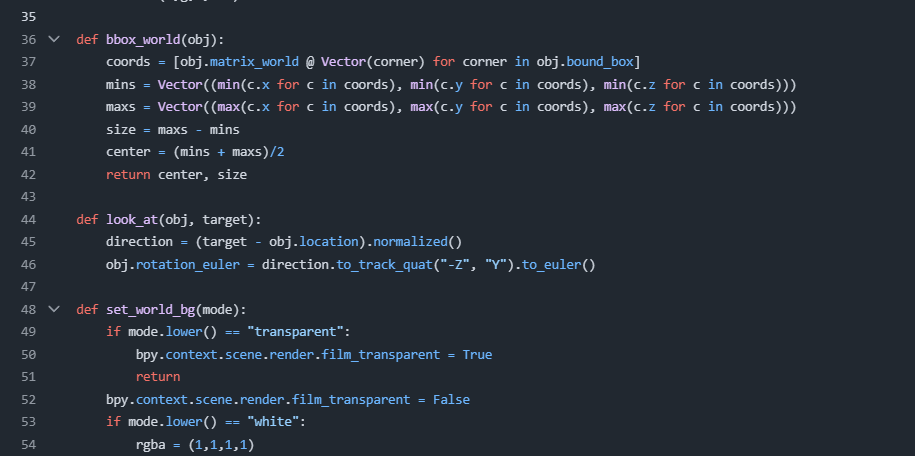 35
36 def bbox_world(obj):
37 coords = [obj.matrix_world @ Vector(corner) for corner in obj.bound_box]
38 mins = Vector((min(c.x for c in coords), min(c.y for c in coords), min(c.z for c in coords)))
39 maxs = Vector((max(c.x for c in coords), max(c.y for c in coords), max(c.z for c in coords)))
40 size = maxs - mins
41 center = (mins + maxs)/2
42 return center, size
43
44 def look_at(obj, target):
45 direction = (target - obj.location).normalized()
46 obj.rotation_euler = direction.to_track_quat("-Z", "Y").to_euler()
47
48 def set_world_bg(mode):
49 if mode.lower() == "transparent":
50 bpy.context.scene.render.film_transparent = True
51 return
52 bpy.context.scene.render.film_transparent = False
53 if mode.lower() == "white":
54 rgba = (1,1,1,1)